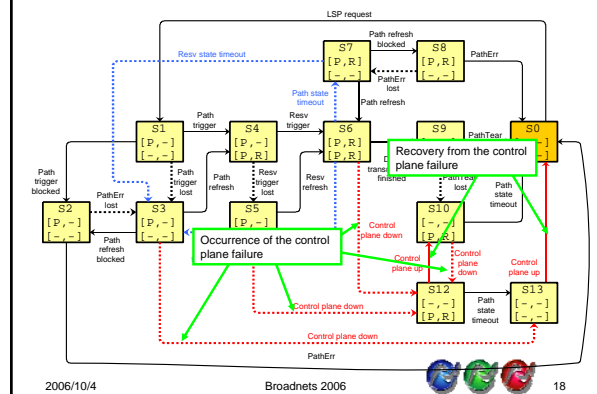 LSP request
Path refresh
blocked
S7
[P,R]
[-,-]
S8
[P,R]
[-,-]
PathErr
Resv state timeout
PathErr
lost
Path state
timeout
Path refresh
S1
[P,-]
[-,-]
Path
trigger
S4
[P,-]
[P,R]
Resv
trigger
S6
[P,R]
[P,R]
S9
PathTear
S0
Recovery from the control
plane failure
finished
Path
trigger
blocked
PathErr
lost
Path
trigger
lost
Path
refresh
Resv
trigger
lost
Resv
refresh
Path
state
timeout
S2
[P,-]
[-,-]
S3
[P,-]
[-,-]
S5
S10
[-,-]
[P,R]
Path
refresh
blocked
Occurrence of the control
plane failure
Control
plane down
Control
plane up
Control
plane
down
Control
plane up
S12
[-,-]
[P,R]
S13
[-,-]
[-,-]
Path
state
timeout
Control plane down
Control plane down
PathErr
2006/10/4
Broadnets 2006
18